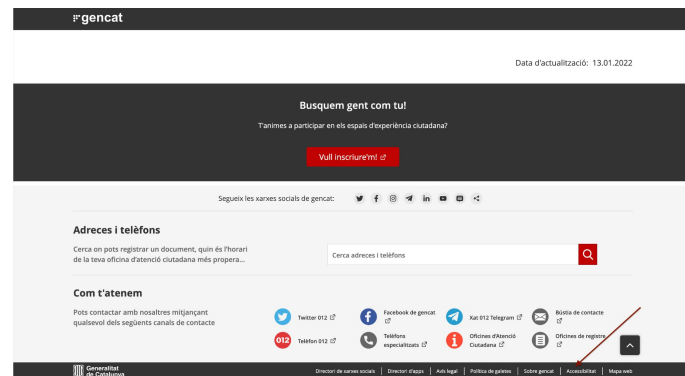 gencat
Data d'actualització: 13.01.2022
Busquem gent com tu!
T'animes a participar en els espais d'experiència ciutadana?
Vull inscriure'm!
Segueix les xarxes socials de gencat:
Adreces i telèfons
Cerca on pots registrar un document, quin és l'horari
de la teva oficina d'atenció ciutadana més propera...
Cerca adreces i telèfons
Com t'atenem
Pots contactar amb nosaltres mitjançant
qualsevol dels següents canals de contacte
Twitter 012
Facebook de gencat
Xat 012 Telegram
Bústia de contacte
012
Telèfon 012
Telèfons
especialitzats
Oficines d'Atenció
Ciutadana
Oficines de registre
Generalitat
de Catalunya
Directori de xarxes socials | Directori d'apps | Avís legal | Política de galetes | Sobre gencat | Accessibilitat | Mapa web